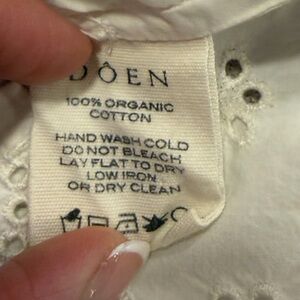 DÔEN
100% ORGANIC
COTTON
HAND WASH COLD
DO NOT BLEACH
LAY FLAT TO DRY
LOW IRON
OR DRY CLEAN